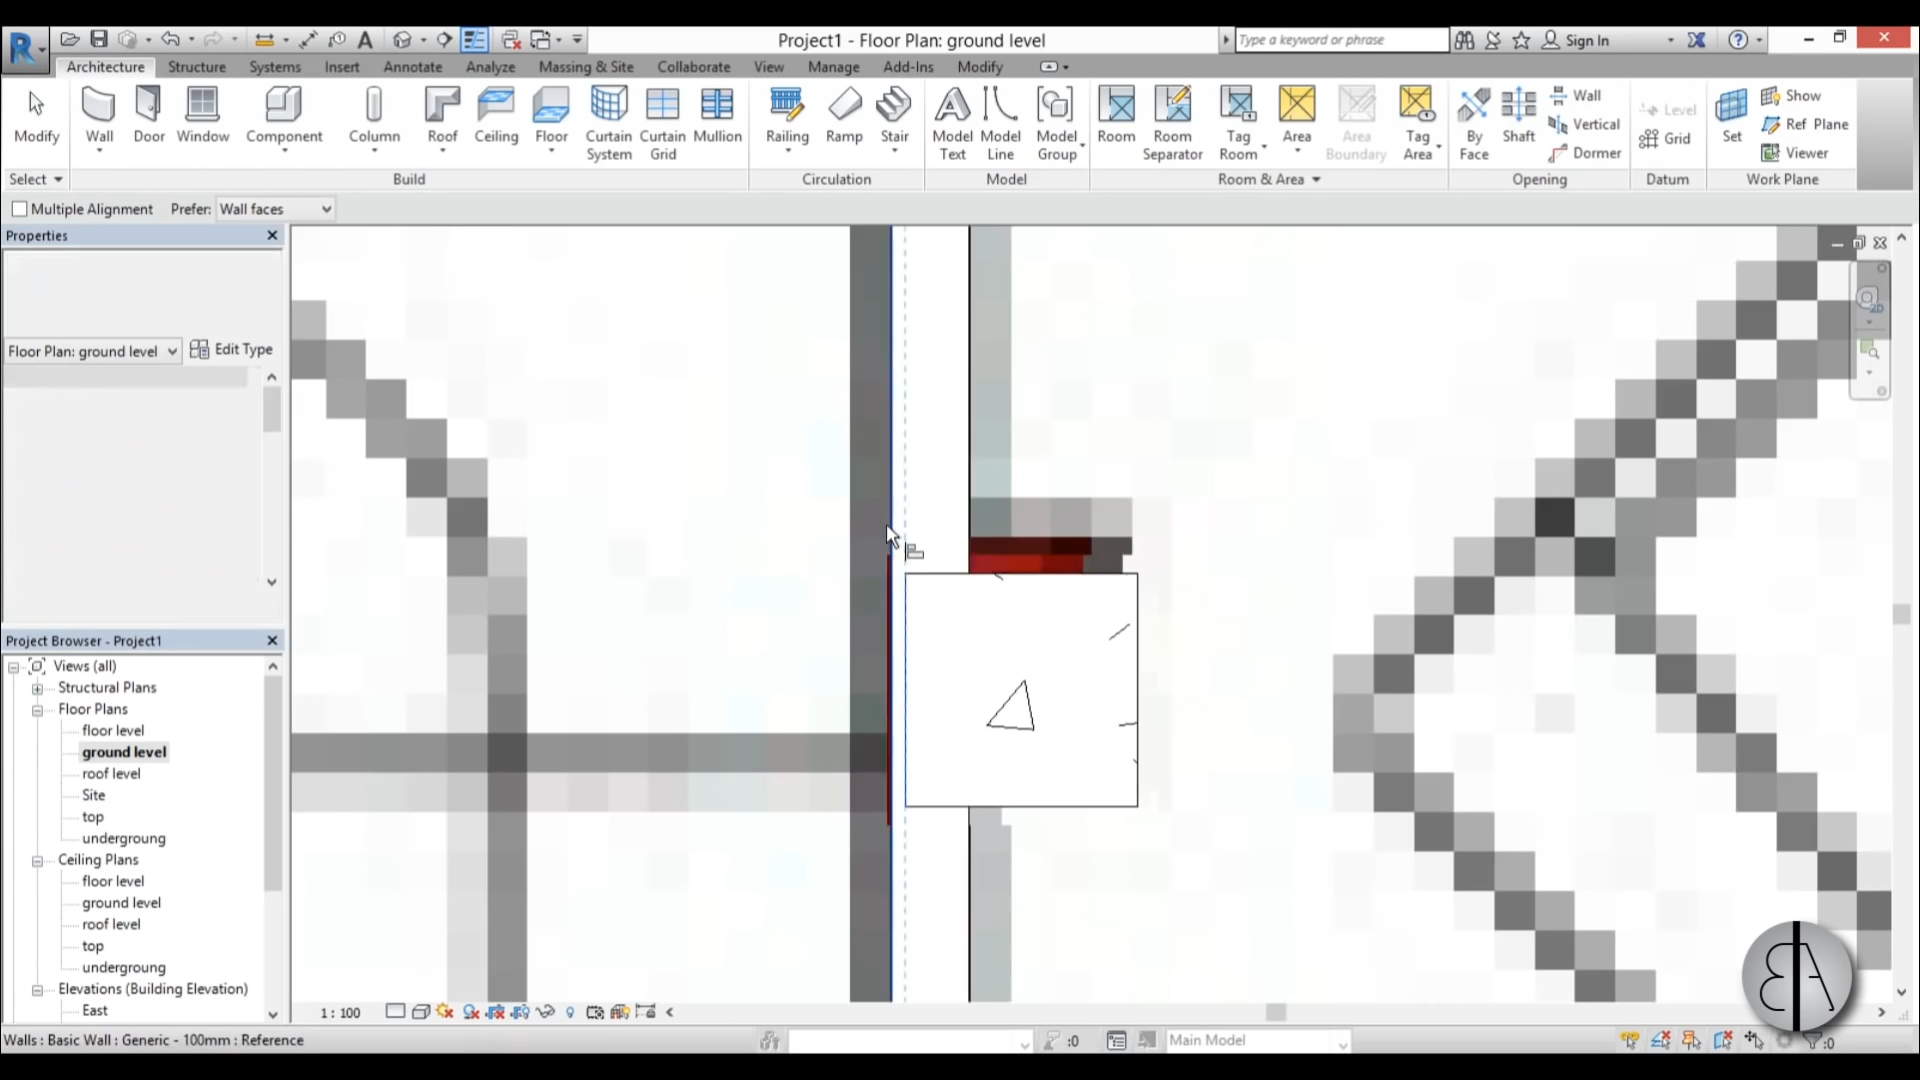 Project1 - Floor Plan: ground level
Type a keyword or phrase
Sign In
Architecture Structure Systems Insert Annotate Analyze Massing & Site Collaborate View Manage Add-Ins Modify
Modify
Wall
Door
Window
Component
Column
Roof
Ceiling
Floor
Curtain System
Curtain Grid
Mullion
Railing
Ramp
Stair
Model Text
Model Line
Model Group
Room
Room Separator
Tag Room
Area
Area Boundary
Tag Area
By Face
Shaft
Wall
Vertical
Dormer
Level
Grid
Set
Show
Ref Plane
Viewer
Select
Build
Circulation
Model
Room & Area
Opening
Datum
Work Plane
Multiple Alignment Prefer: Wall faces
Properties
Floor Plan: ground level Edit Type
Project Browser - Project1
Views (all)
Structural Plans
Floor Plans
floor level
ground level
roof level
Site
top
undergroung
Ceiling Plans
floor level
ground level
roof level
top
undergroung
Elevations (Building Elevation)
East
2D
1 : 100
Walls : Basic Wall : Generic - 100mm : Reference
:0
Main Model
:0